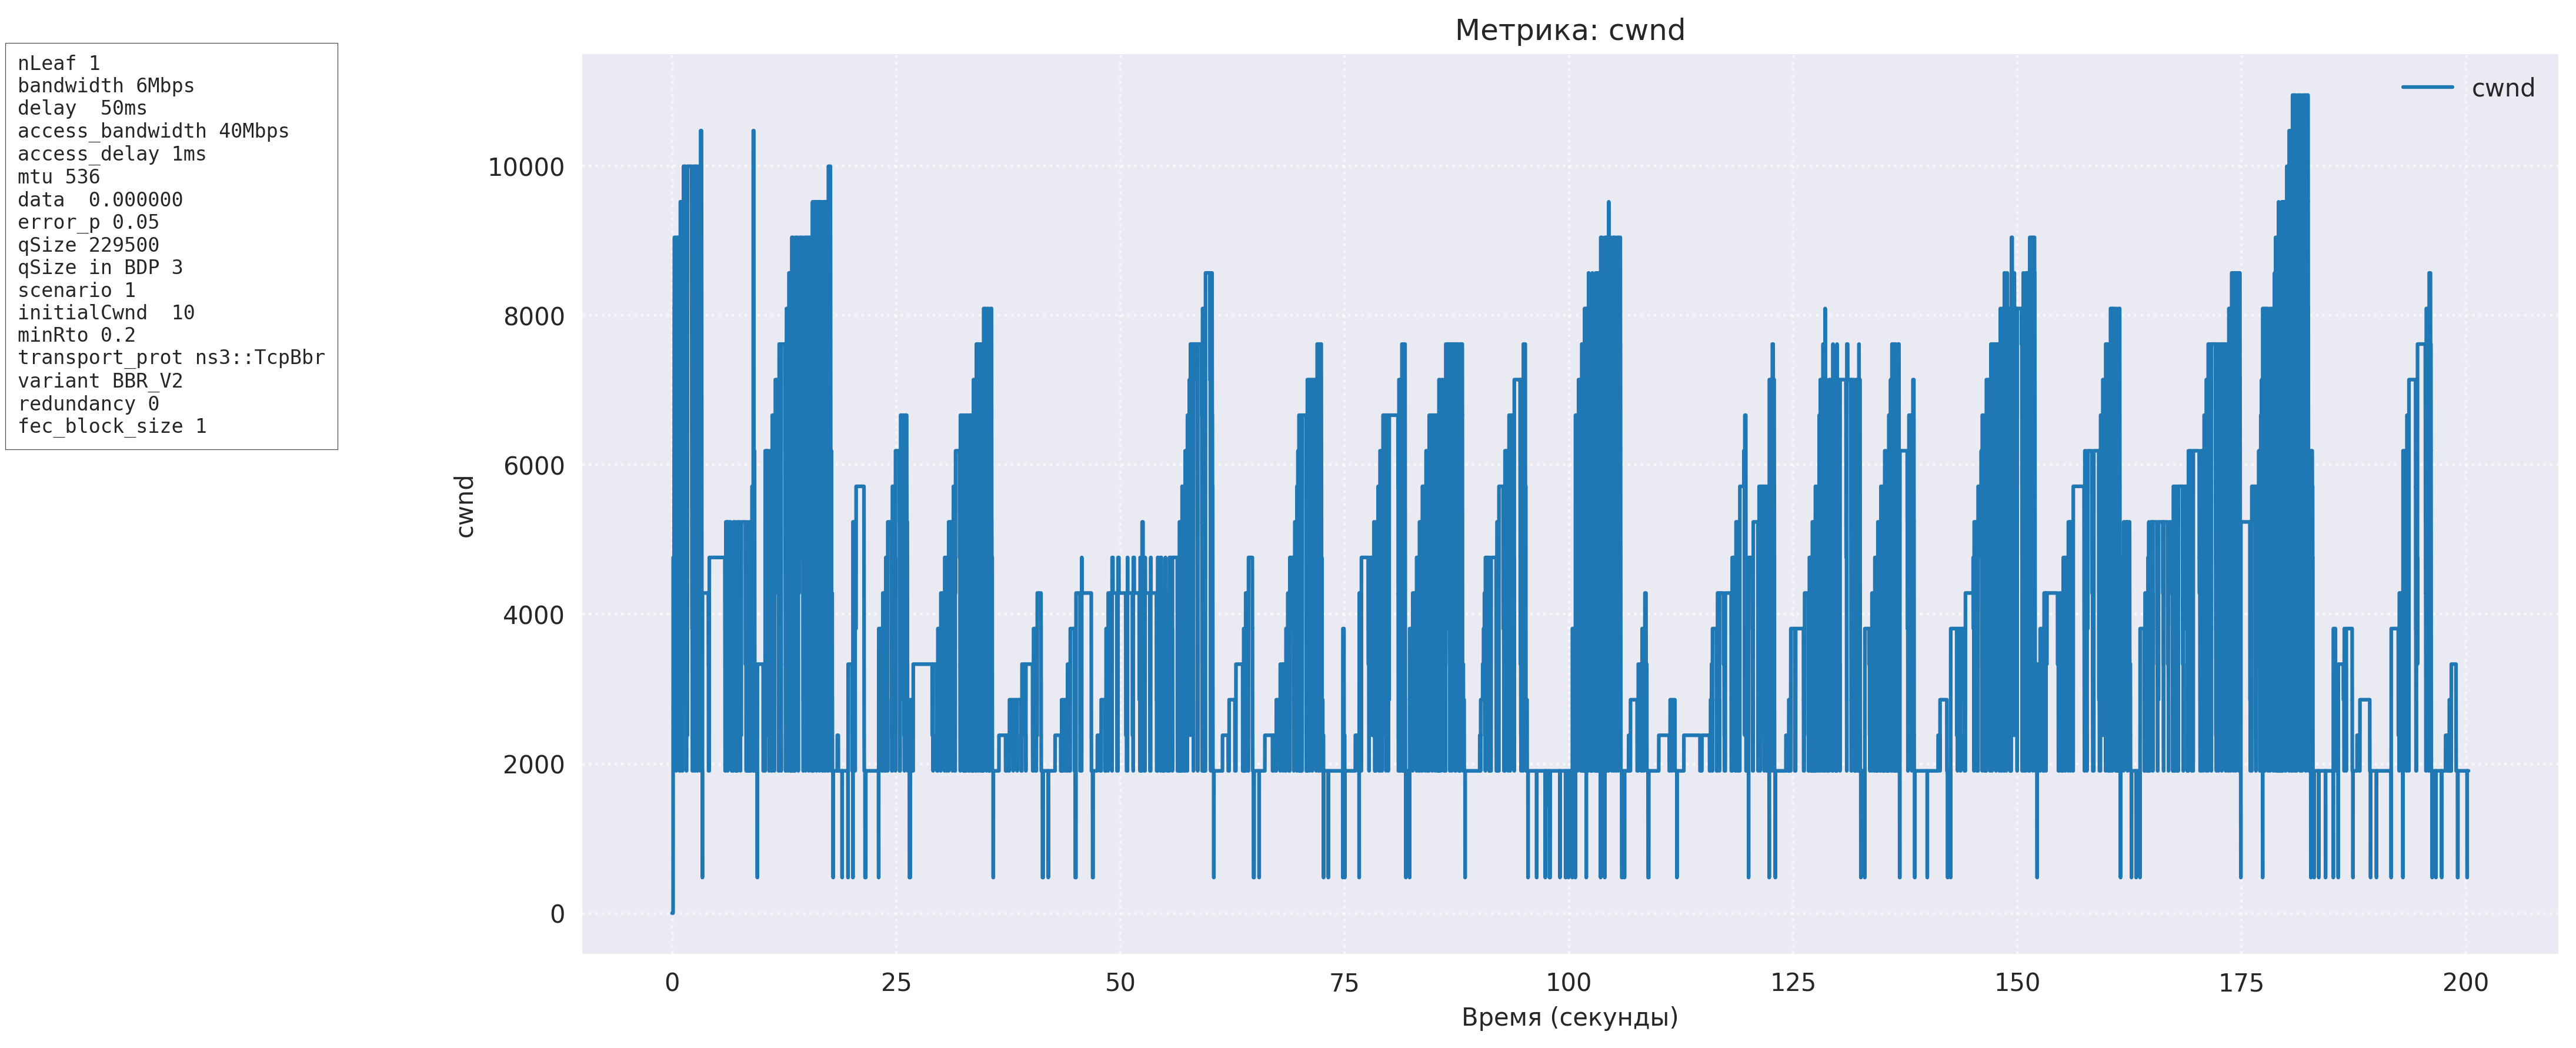 Метрика: cwnd
nLeaf 1
bandwidth 6Mbps
delay  50ms
access_bandwidth 40Mbps
access_delay 1ms
mtu 536
data  0.000000
error_p 0.05
qSize 229500
qSize in BDP 3
scenario 1
initialCwnd  10
minRto 0.2
transport_prot ns3::TcpBbr
variant BBR_V2
redundancy 0
fec_block_size 1
cwnd
10000
8000
6000
4000
2000
0
cwnd
0 25 50 75 100 125 150 175 200
Время (секунды)